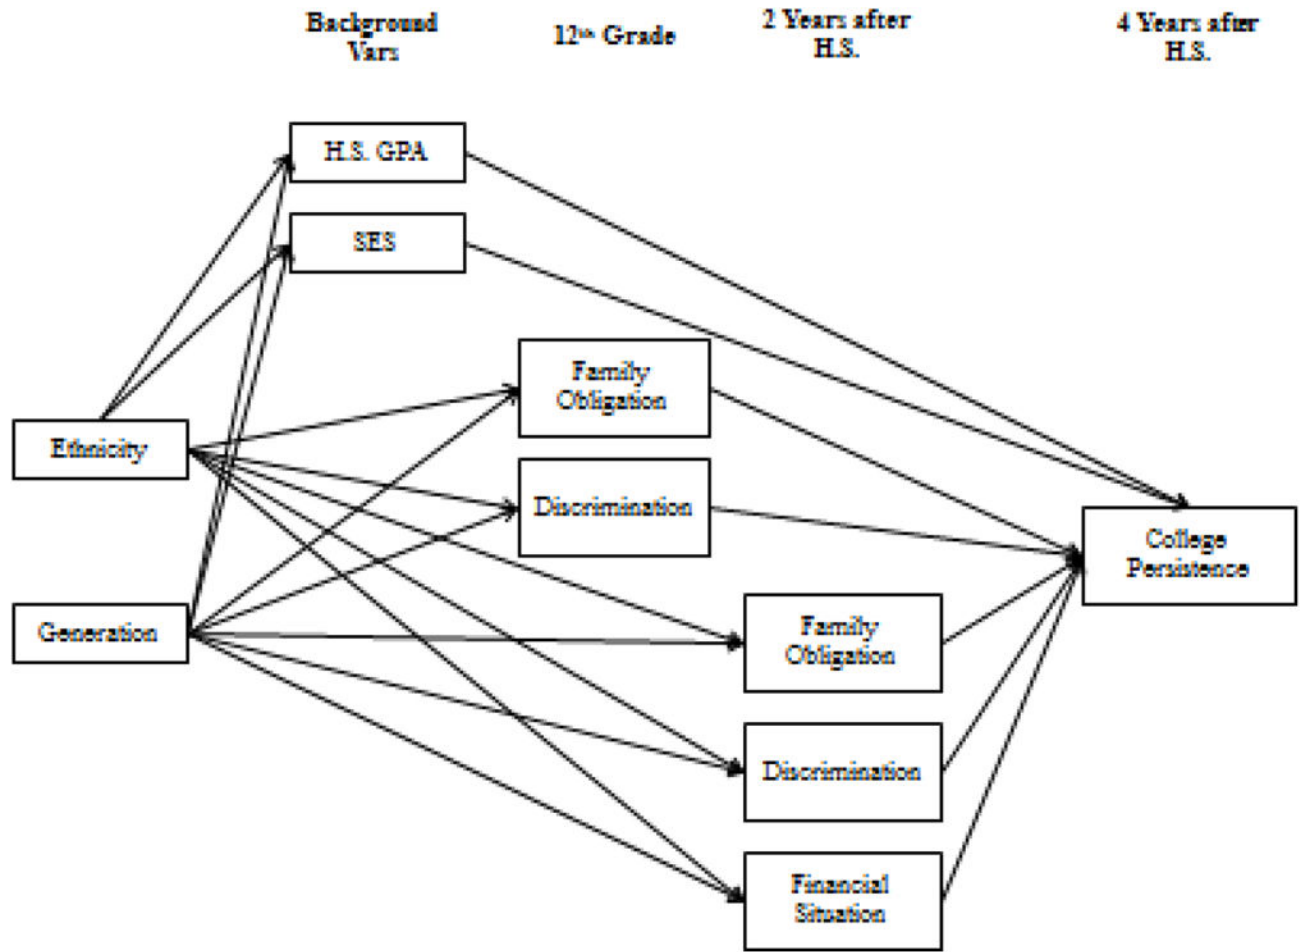 Background
Vars
12th Grade
2 Years after
H.S.
4 Years after
H.S.
H.S. GPA
SES
Family
Obligation
Ethnicity
Discrimination
College
Persistence
Generation
Family
Obligation
Discrimination
Financial
Situation